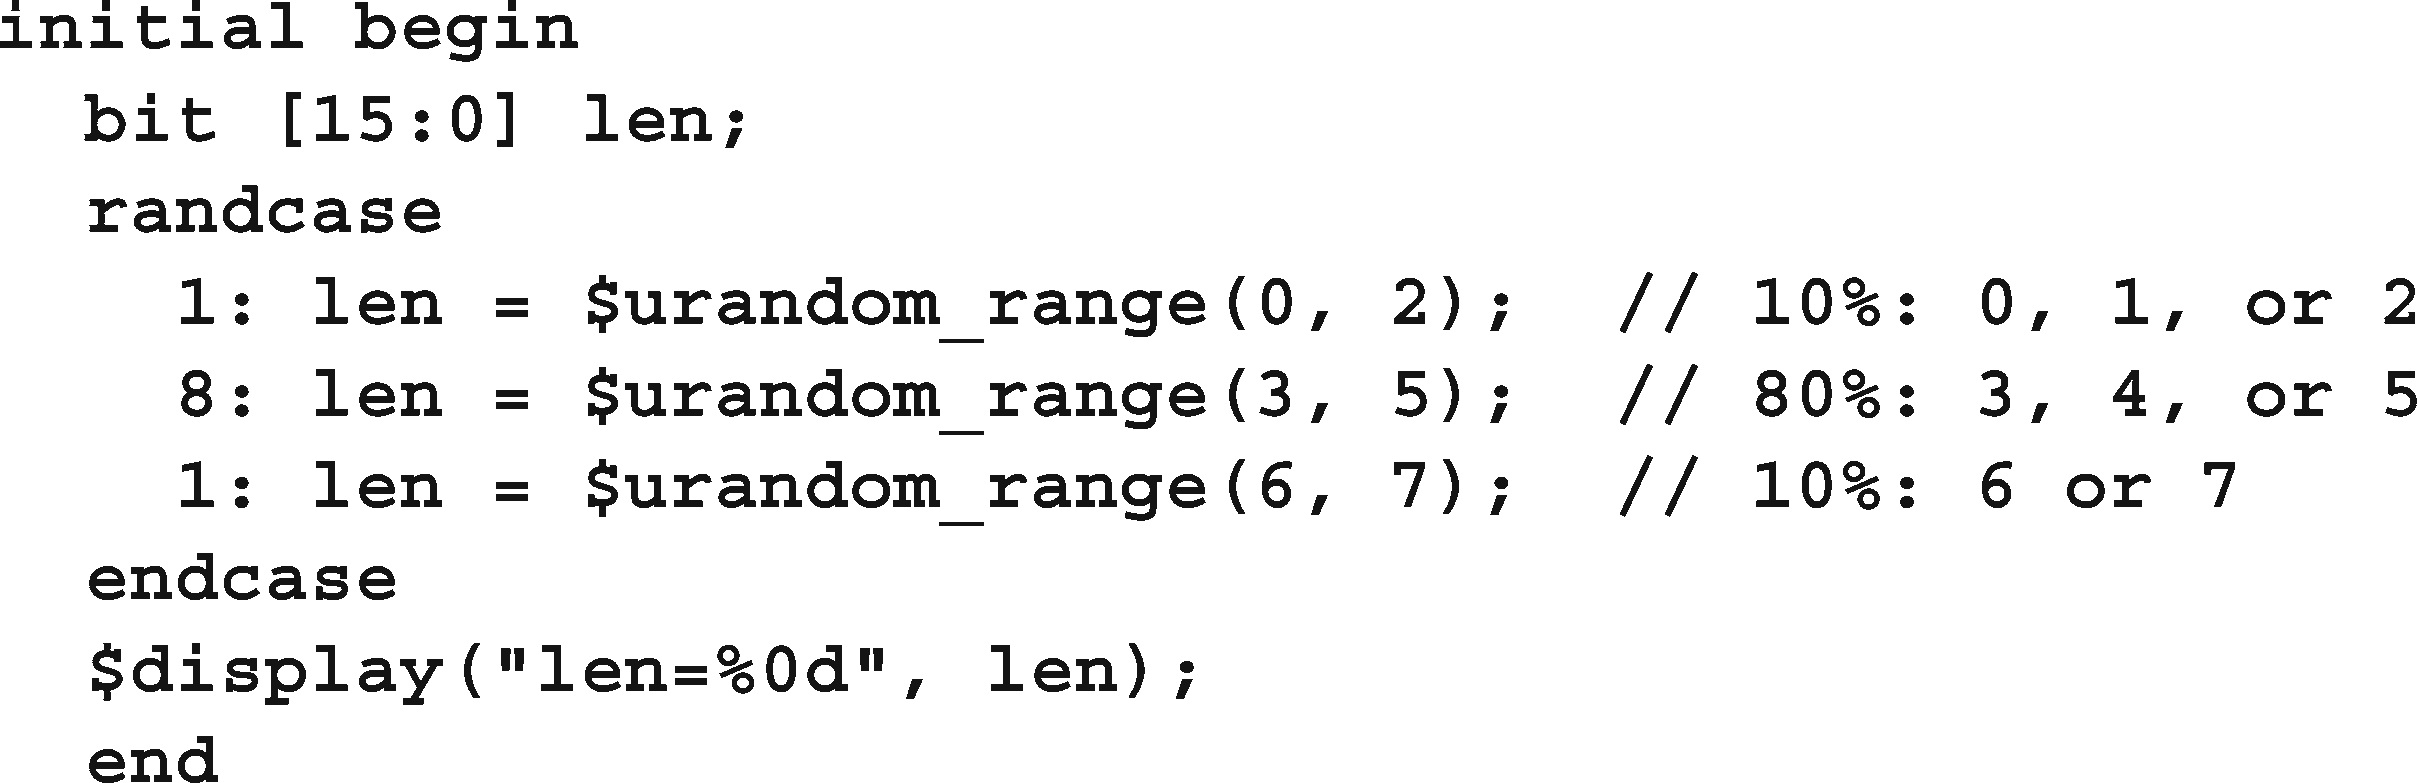 initial begin
  bit [15:0] len;
  randcase
    1: len = $urandom_range(0, 2);  // 10%: 0, 1, or 2
    8: len = $urandom_range(3, 5);  // 80%: 3, 4, or 5
    1: len = $urandom_range(6, 7);  // 10%: 6 or 7
  endcase
  $display("len=%0d", len);
  end